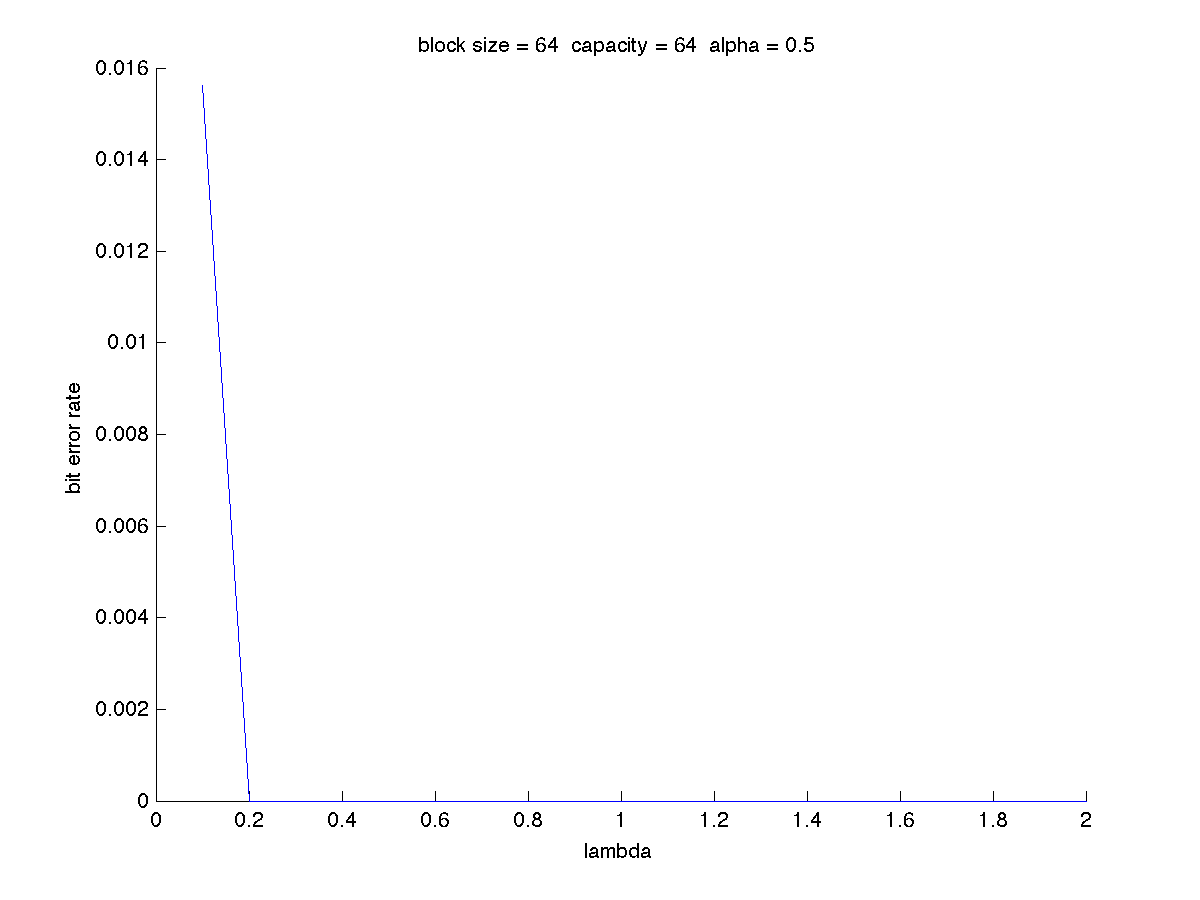 block size = 64  capacity = 64  alpha = 0.5
0.016
0.014
0.012
0.01
0.008
0.006
0.004
0.002
0
bit error rate
0 0.2 0.4 0.6 0.8 1 1.2 1.4 1.6 1.8 2
lambda